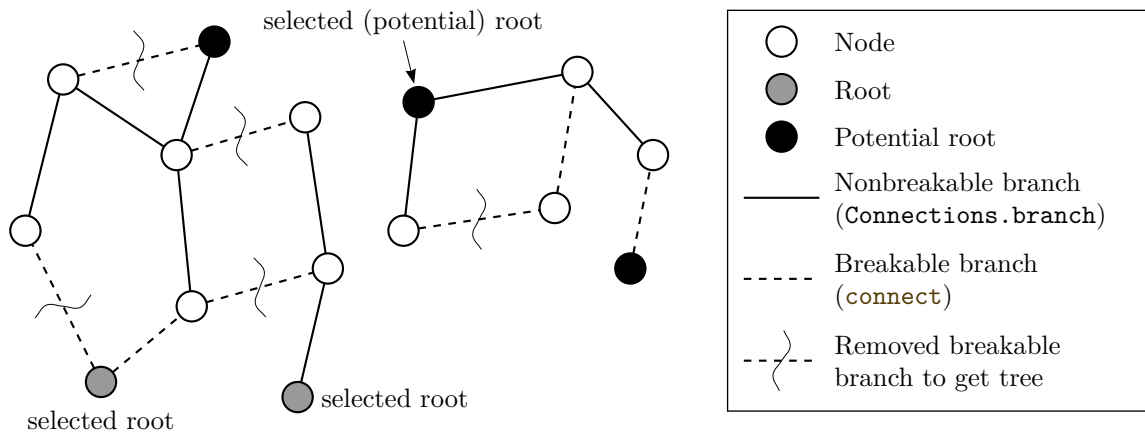 selected (potential) root
selected root
selected root
Node
Root
Potential root
Nonbreakable branch
(Connections.branch)
Breakable branch
(connect)
Removed breakable
branch to get tree